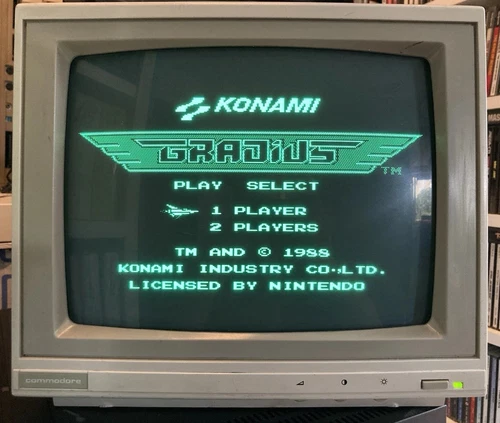 KONAMI
GRADIUS
TM
PLAY SELECT
1 PLAYER
2 PLAYERS
TM AND © 1988
KONAMI INDUSTRY CO.,LTD.
LICENSED BY NINTENDO
commodore